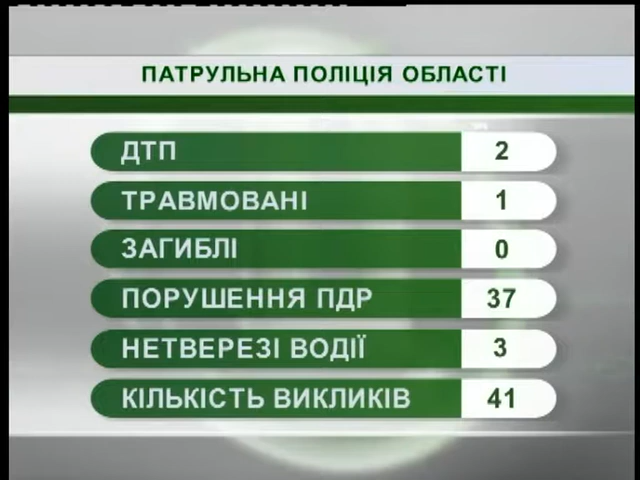 ПАТРУЛЬНА ПОЛІЦІЯ ОБЛАСТІ
ДТП 2
ТРАВМОВАНІ 1
ЗАГИБЛІ 0
ПОРУШЕННЯ ПДР 37
НЕТВЕРЕЗІ ВОДІЇ 3
КІЛЬКІСТЬ ВИКЛИКІВ 41